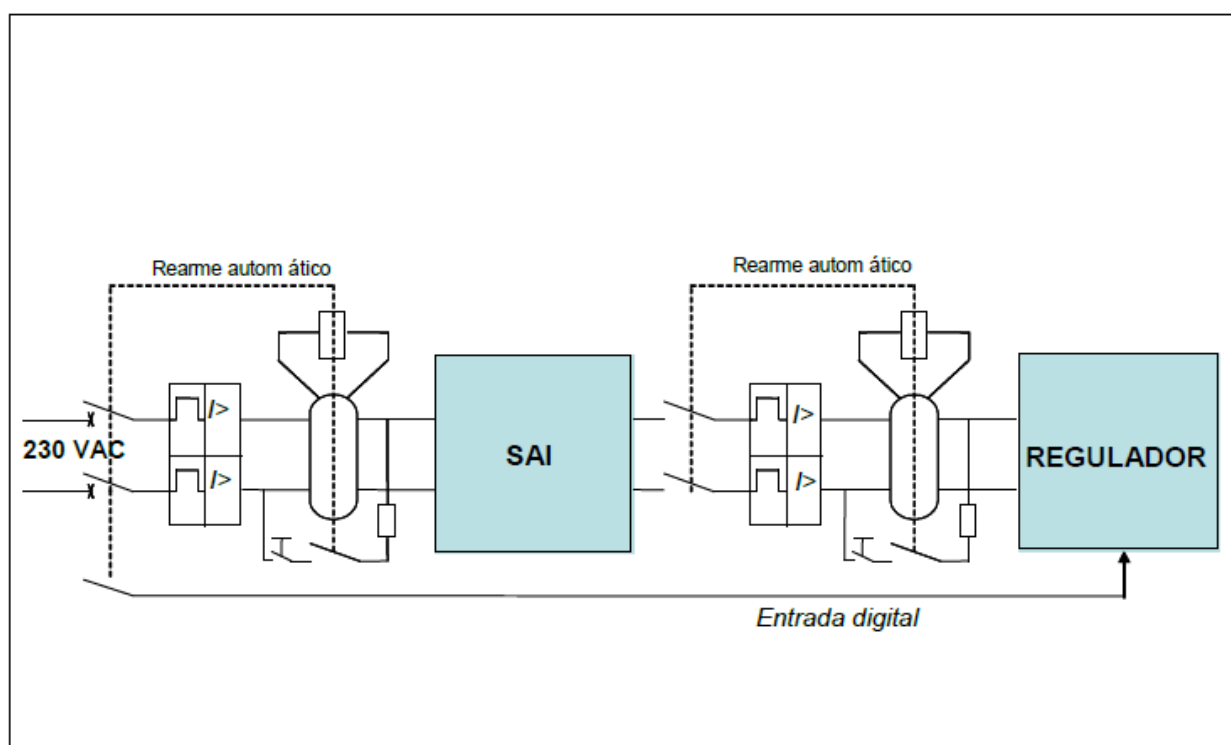 Rearme autom ático
Rearme autom ático
I>
I>
230 VAC
SAI
REGULADOR
I>
I>
Entrada digital